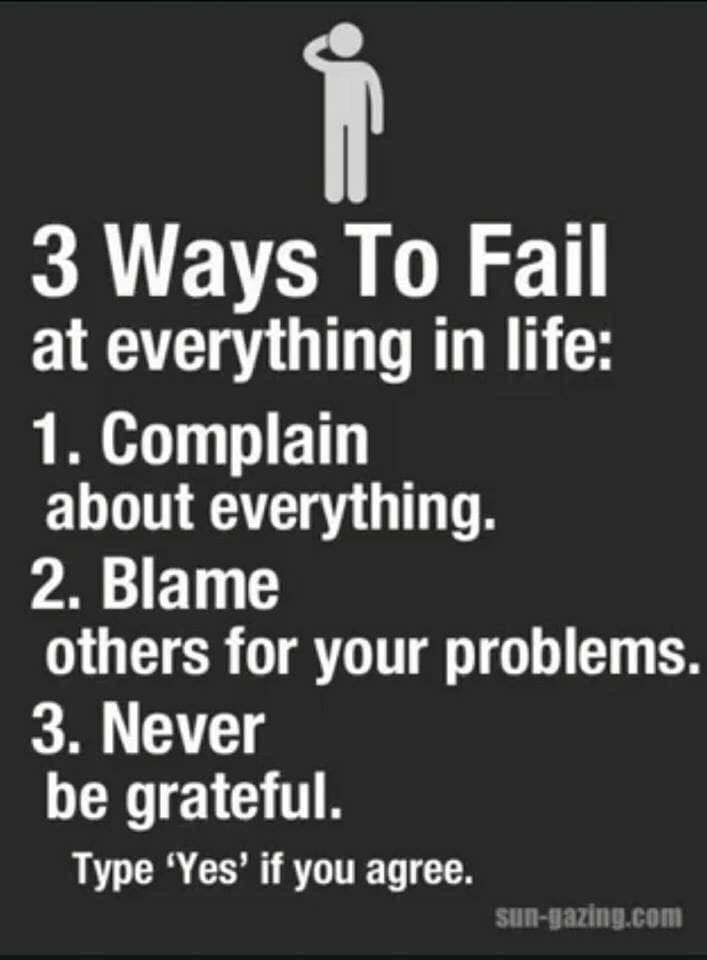 3 Ways To Fail
at everything in life:
1. Complain
about everything.
2. Blame
others for your problems.
3. Never
be grateful.
Type ‘Yes’ if you agree.
sun-gazing.com